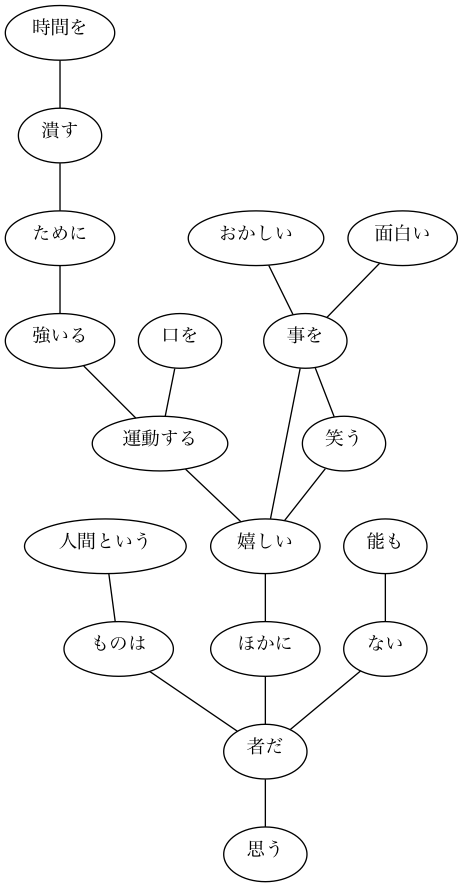 時間を
潰す
ために
おかしい
面白い
強いる
口を
事を
運動する
笑う
人間という
嬉しい
能も
ものは
ほかに
ない
者だ
思う